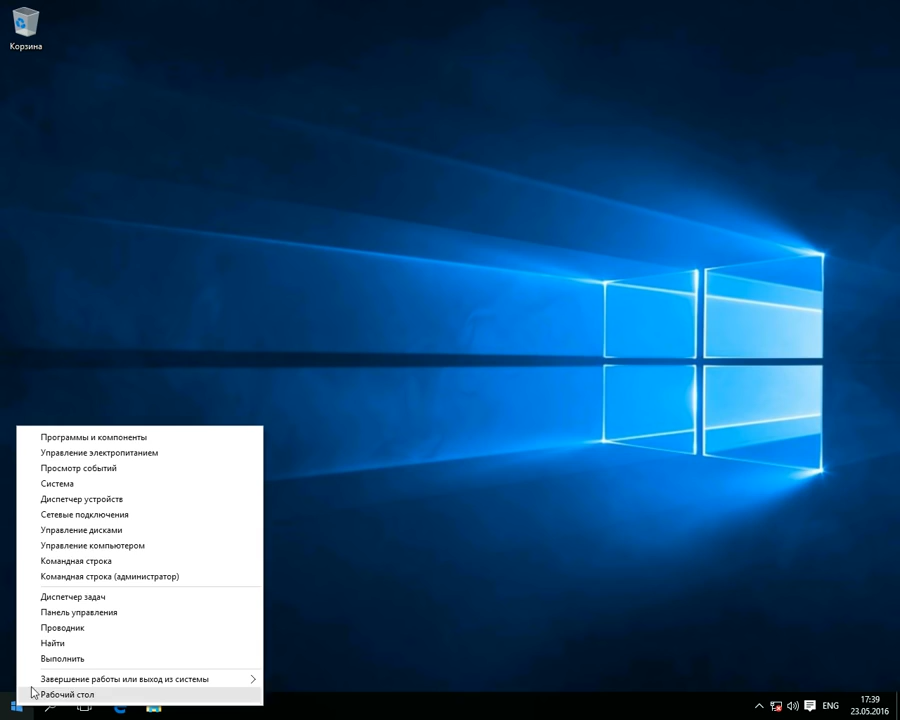 Корзина
Программы и компоненты
Управление электропитанием
Просмотр событий
Система
Диспетчер устройств
Сетевые подключения
Управление дисками
Управление компьютером
Командная строка
Командная строка (администратор)
Диспетчер задач
Панель управления
Проводник
Найти
Выполнить
Завершение работы или выход из системы
Рабочий стол
ENG
17:39
23.05.2016